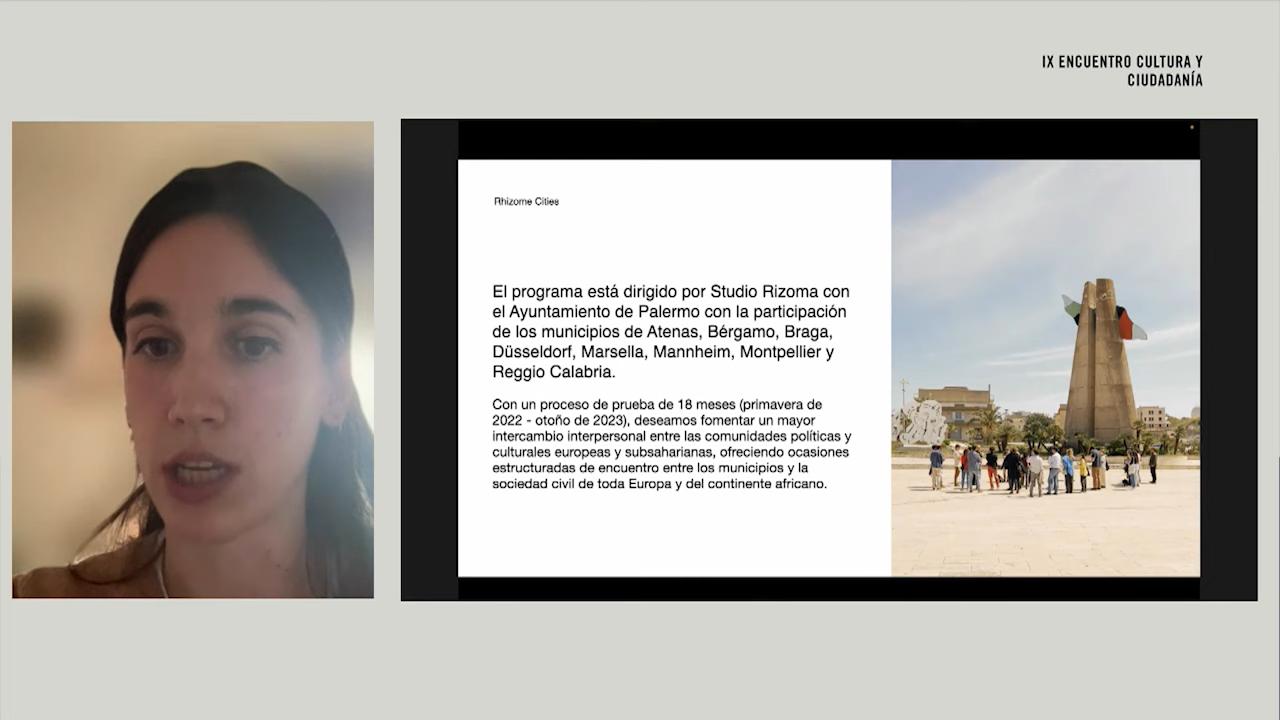 IX ENCUENTRO CULTURA Y
CIUDADANÍA
Rhizome Cities
El programa está dirigido por Studio Rizoma con
el Ayuntamiento de Palermo con la participación
de los municipios de Atenas, Bérgamo, Braga,
Düsseldorf, Marsella, Mannheim, Montpellier y
Reggio Calabria.
Con un proceso de prueba de 18 meses (primavera de
2022 - otoño de 2023), deseamos fomentar un mayor
intercambio interpersonal entre las comunidades políticas y
culturales europeas y subsaharianas, ofreciendo ocasiones
estructuradas de encuentro entre los municipios y la
sociedad civil de toda Europa y del continente africano.